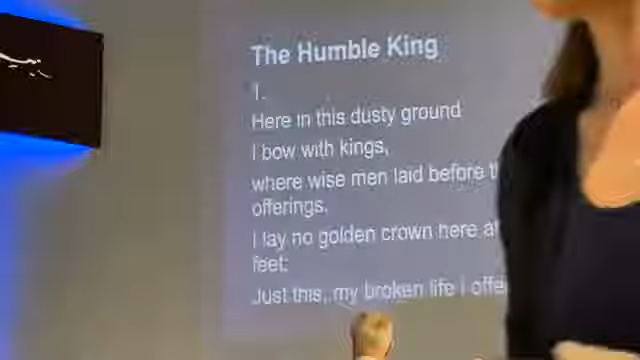 The Humble King
1.
Here in this dusty ground
I bow with kings,
where wise men laid before
offerings.
I lay no golden crown here at
feet;
Just this, my broken life I